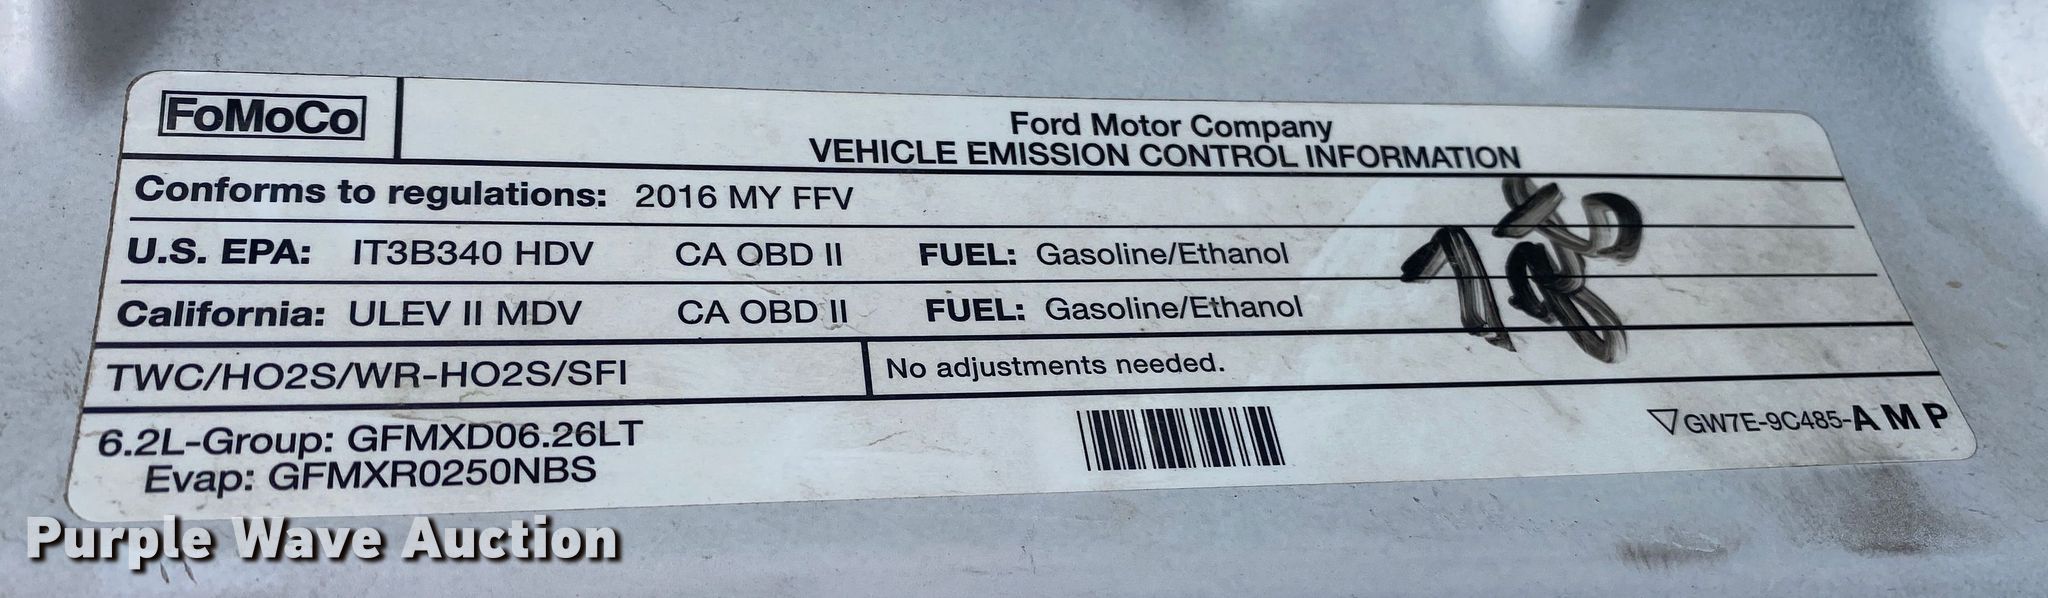 FoMoCo
Ford Motor Company
VEHICLE EMISSION CONTROL INFORMATION
Conforms to regulations: 2016 MY FFV
U.S. EPA: IT3B340 HDV CA OBD II FUEL: Gasoline/Ethanol
California: ULEV II MDV CA OBD II FUEL: Gasoline/Ethanol
TWC/HO2S/WR-HO2S/SFI
No adjustments needed.
6.2L-Group: GFMXD06.26LT
Evap: GFMXR0250NBS
GW7E-9C485-AMP
Purple Wave Auction